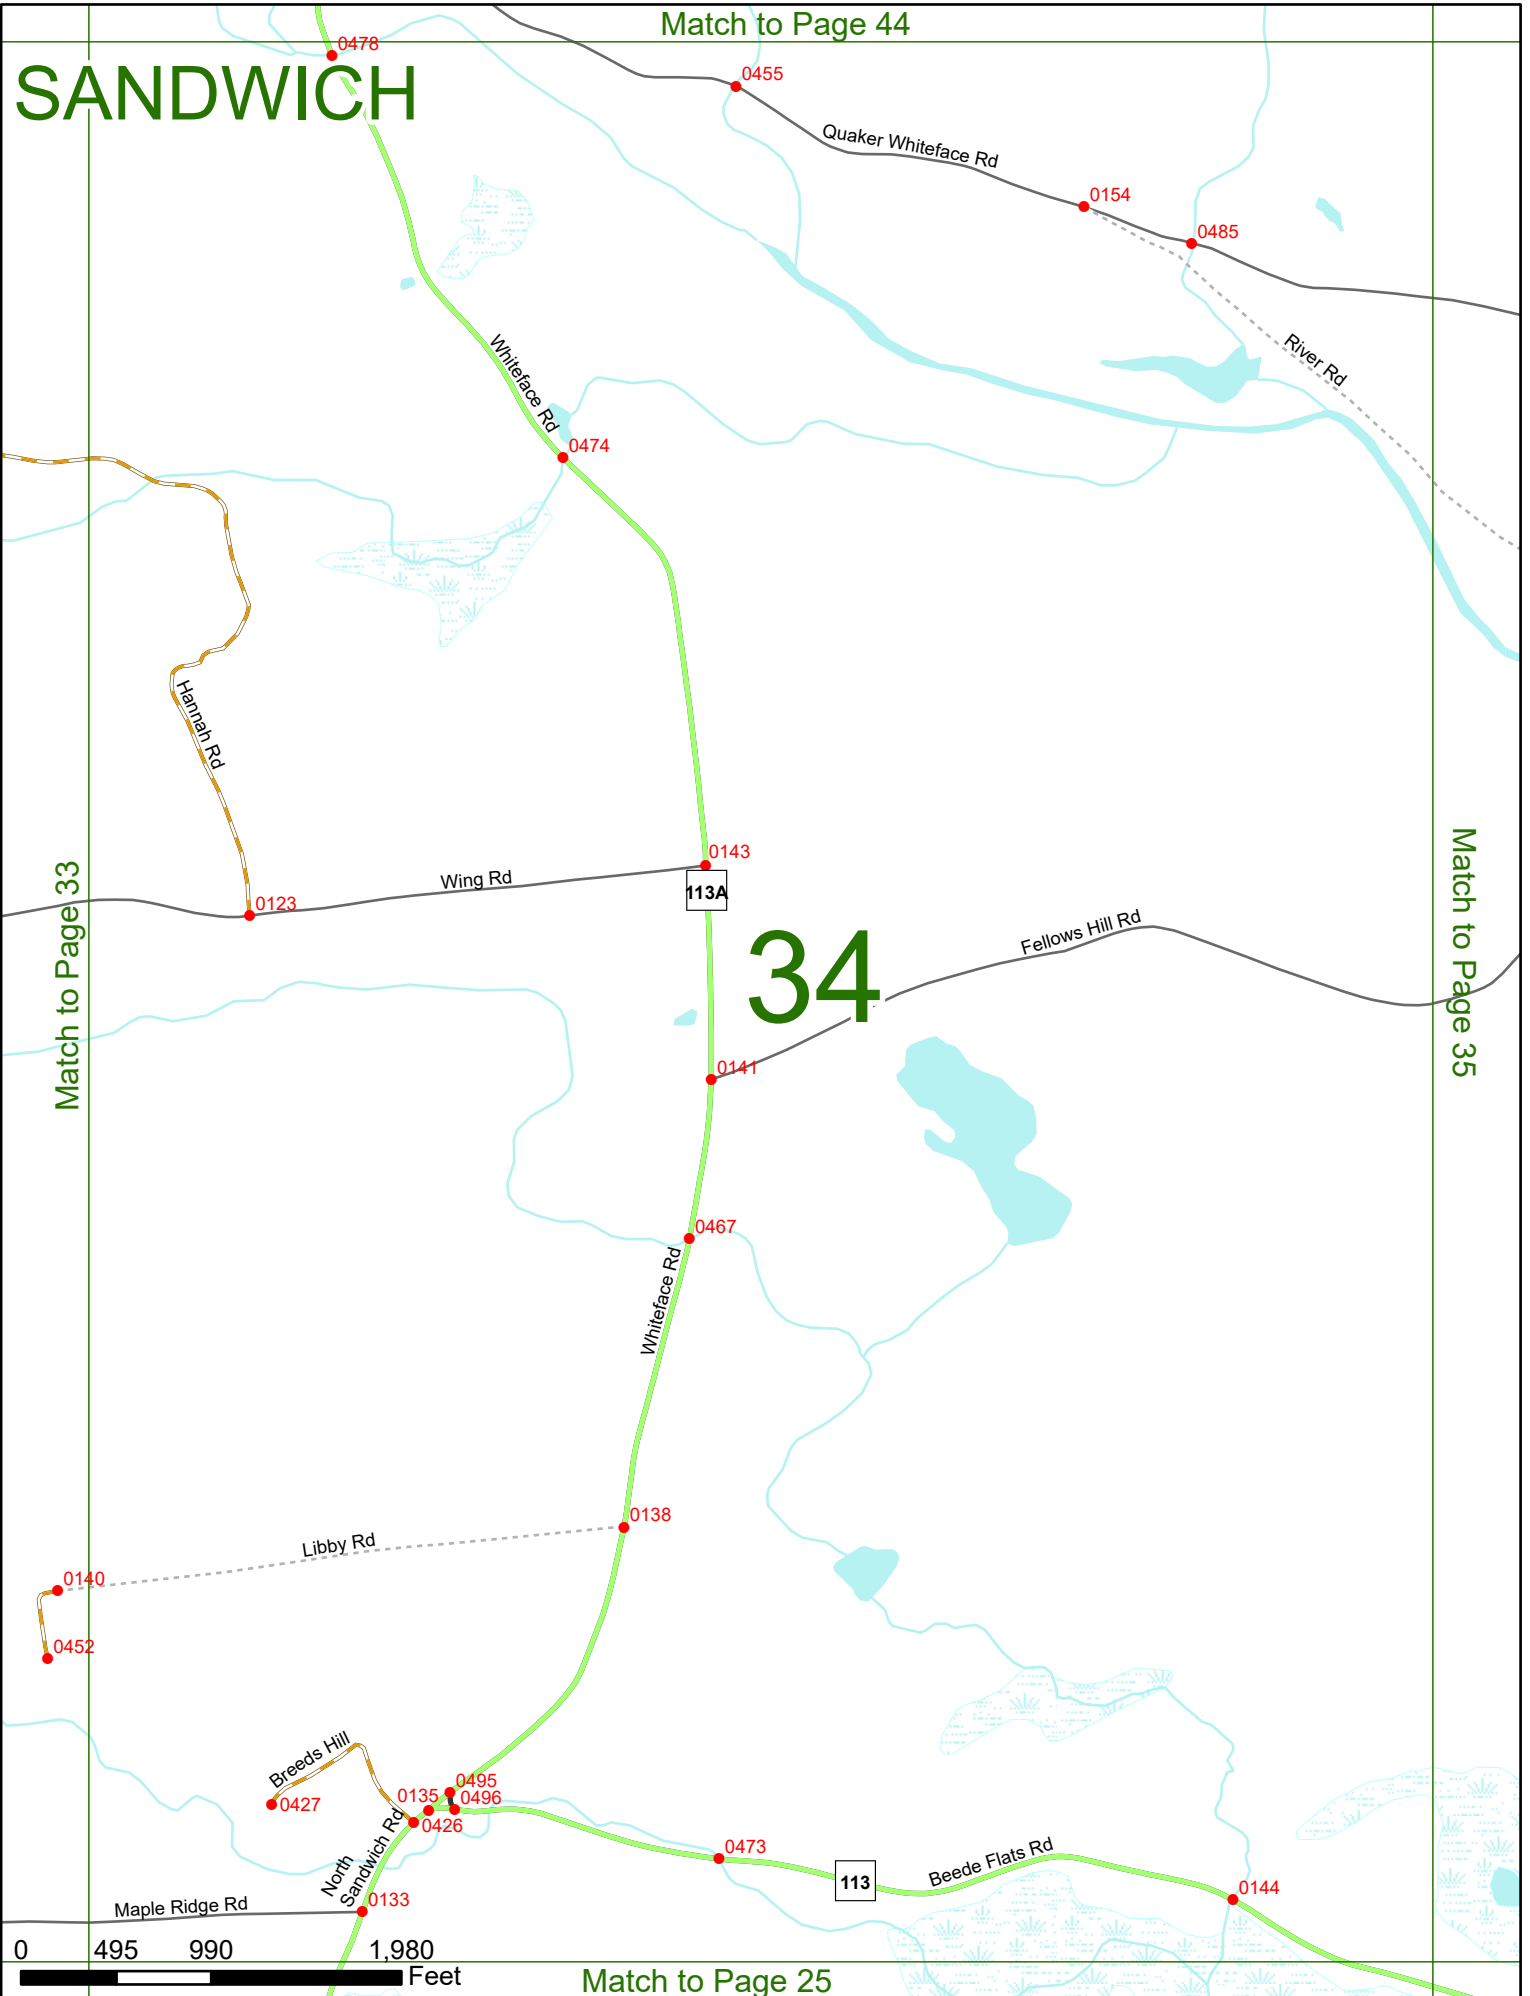 Match to Page 44
0478
SANDWICH
0455
Quaker Whiteface Rd
0154
0485
River Rd
Whiteface Rd
0474
Hannah Rd
0143
Wing Rd
113A
0123
Match to Page 33
Match to Page 35
34
Fellows Hill Rd
0141
0467
Whiteface Rd
0138
Libby Rd
0140
0452
Breeds Hill
0427
0495
0135
0496
0426
North
Sandwich Rd
0473
113
Beede Flats Rd
0144
Maple Ridge Rd
0133
0 495 990 1,980
Feet
Match to Page 25